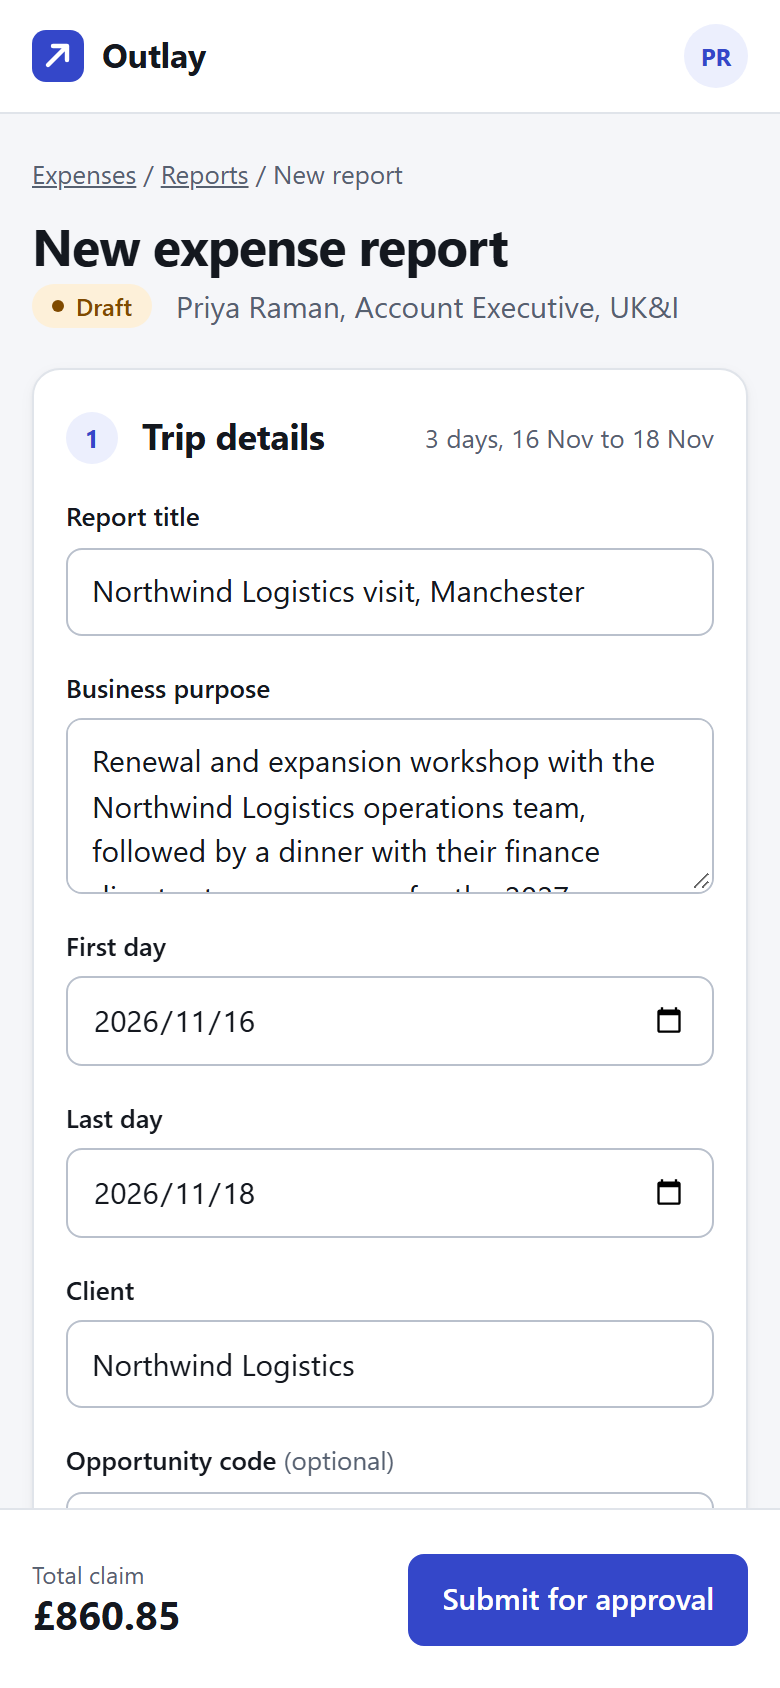 Outlay
PR
Expenses / Reports / New report
New expense report
Draft
Priya Raman, Account Executive, UK&I
1
Trip details
3 days, 16 Nov to 18 Nov
Report title
Northwind Logistics visit, Manchester
Business purpose
Renewal and expansion workshop with the
Northwind Logistics operations team,
followed by a dinner with their finance
First day
2026/11/16
Last day
2026/11/18
Client
Northwind Logistics
Opportunity code (optional)
Total claim
£860.85
Submit for approval